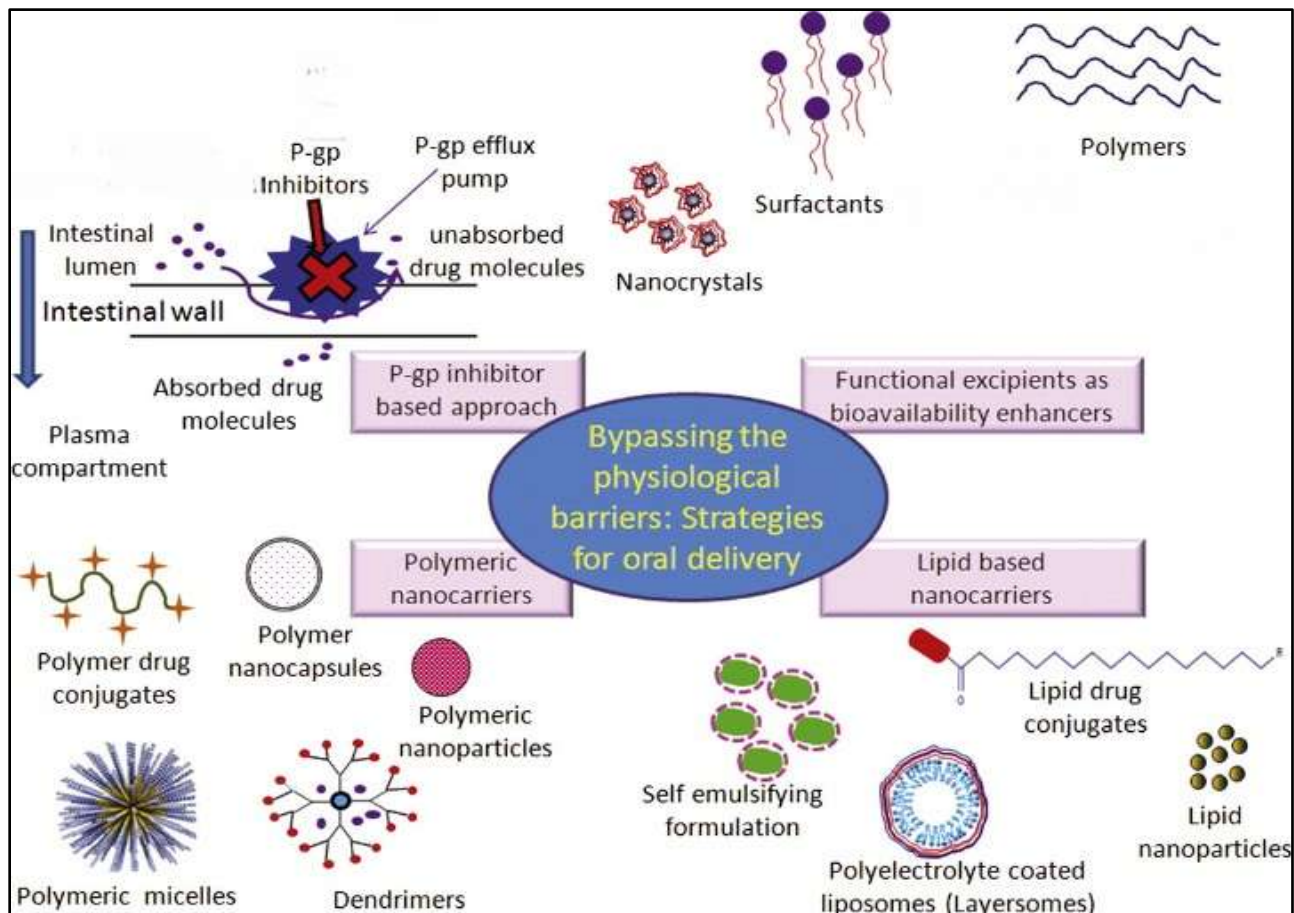 P-gp
Inhibitors
P-gp efflux
pump
Intestinal
lumen
unabsorbed
drug molecules
Intestinal wall
Absorbed drug
molecules
Plasma
compartment
Nanocrystals
Surfactants
Polymers
P-gp inhibitor
based approach
Functional excipients as
bioavailability enhancers
Bypassing the
physiological
barriers: Strategies
for oral delivery
Polymeric
nanocarriers
Lipid based
nanocarriers
Polymer drug
conjugates
Polymer
nanocapsules
Polymeric
nanoparticles
Polymeric micelles
Dendrimers
Self emulsifying
formulation
O
Lipid drug
conjugates
Polyelectrolyte coated
liposomes (Layersomes)
Lipid
nanoparticles